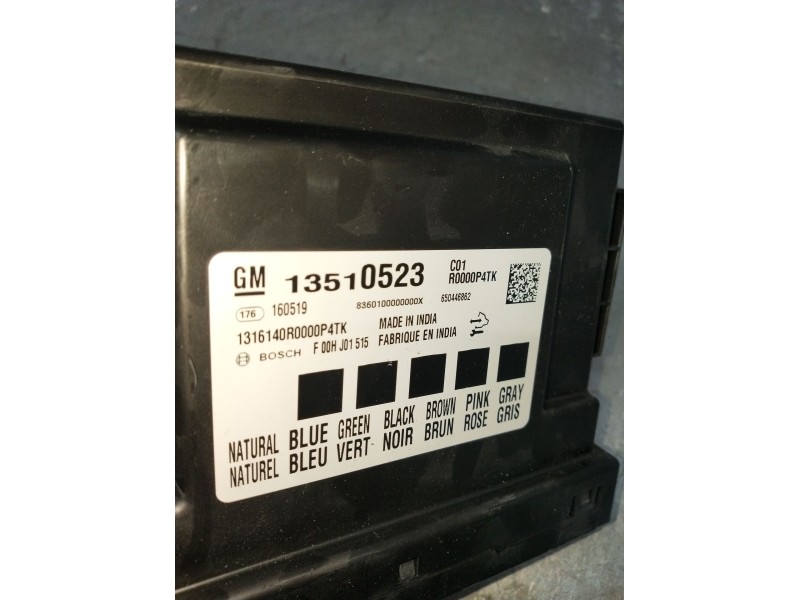 GM 13510523 C01
R0000P4TK
176 160519 8360100000000X 650446862
1316140R0000P4TK MADE IN INDIA
BOSCH F 00H J01 515 FABRIQUE EN INDIA
NATURAL BLUE GREEN BLACK BROWN PINK GRAY
NATUREL BLEU VERT NOIR BRUN ROSE GRIS